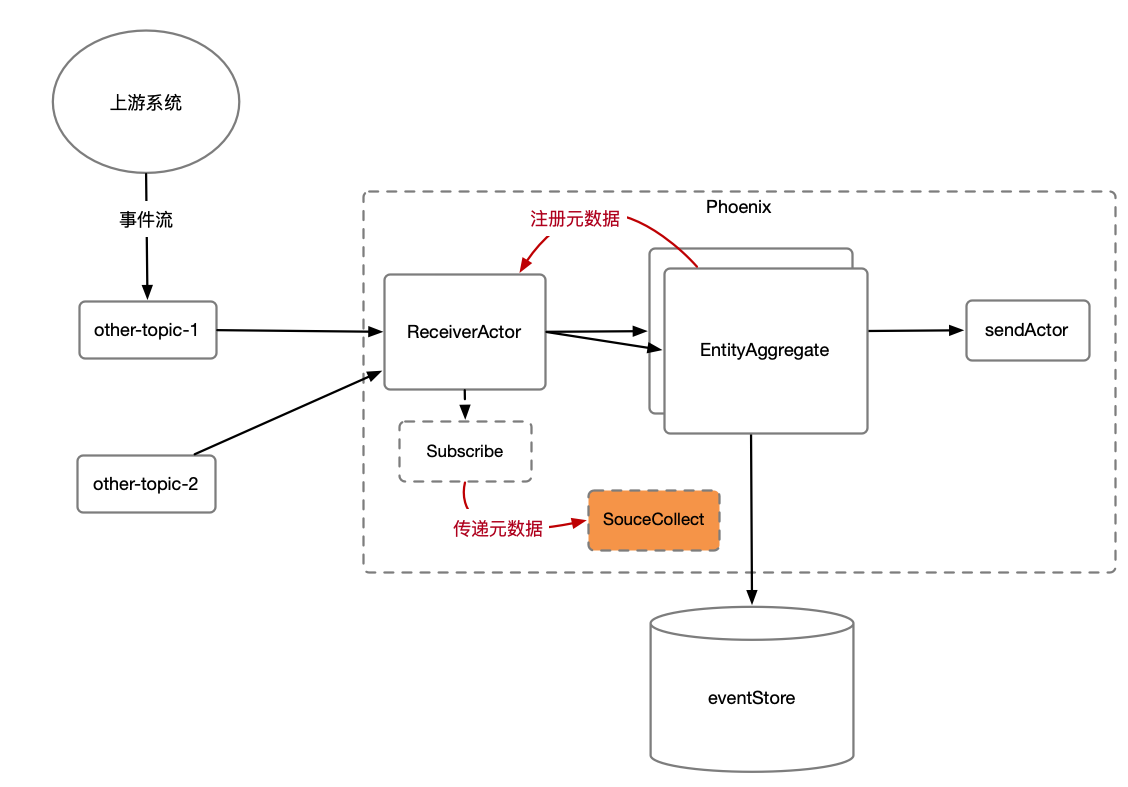 上游系统
事件流
Phoenix
注册元数据
other-topic-1
ReceiverActor
EntityAggregate
sendActor
Subscribe
other-topic-2
传递元数据
SouceCollect
eventStore